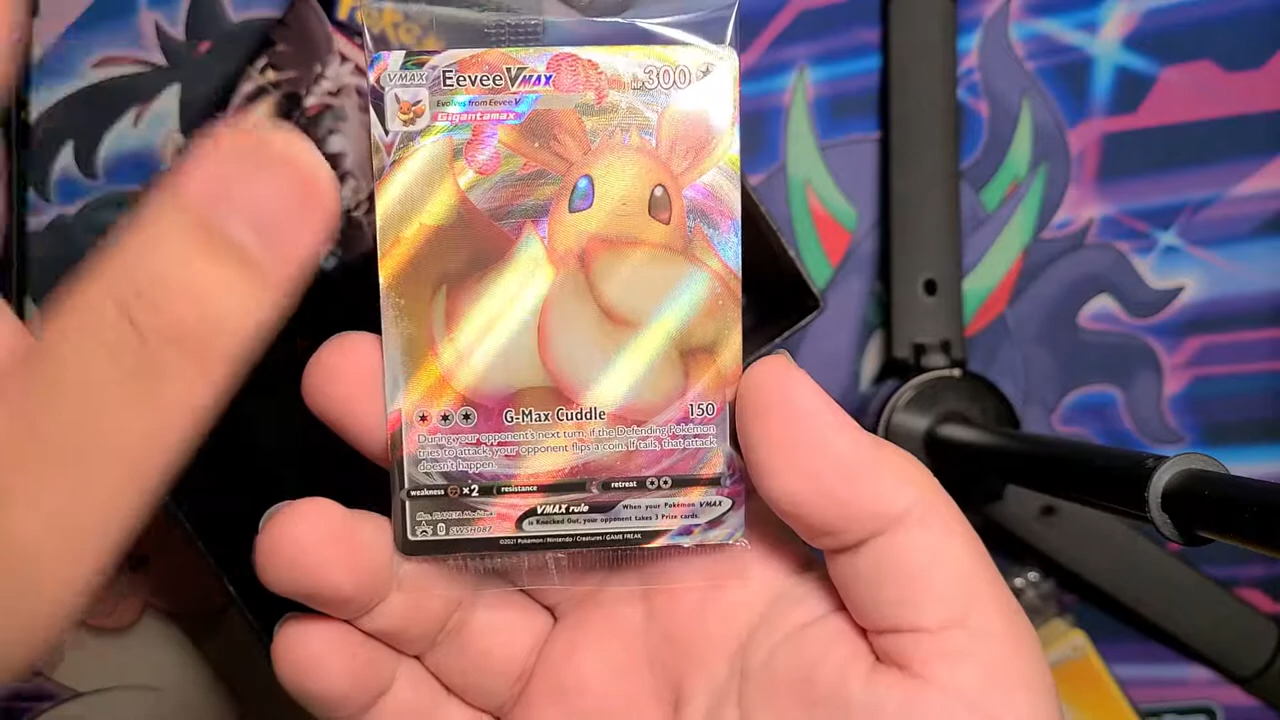 VMAX Eevee VMAX HP 300
Evolves from Eevee V
Gigantamax
G-Max Cuddle 150
During your opponent's next turn, if the Defending Pokémon
tries to attack, your opponent flips a coin. If tails, that attack
doesn't happen.
weakness ×2 resistance retreat
VMAX rule When your Pokémon VMAX
is Knocked Out, your opponent takes 3 Prize cards.
Illus. PLANETA Mochizuki
D SWSH087
©2021 Pokémon / Nintendo / Creatures / GAME FREAK